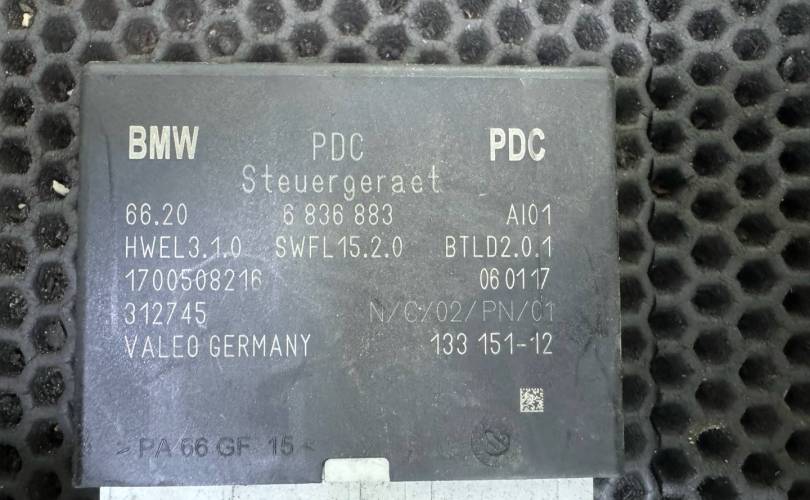 BMW PDC PDC
Steuergeraet
66.20 6 836 883 AI01
HWEL3.1.0 SWFL15.2.0 BTLD2.0.1
1700508216 06 01 17
312745 N/C/02/PN/01
VALEO GERMANY 133 151-12
>PA 66 GF 15<